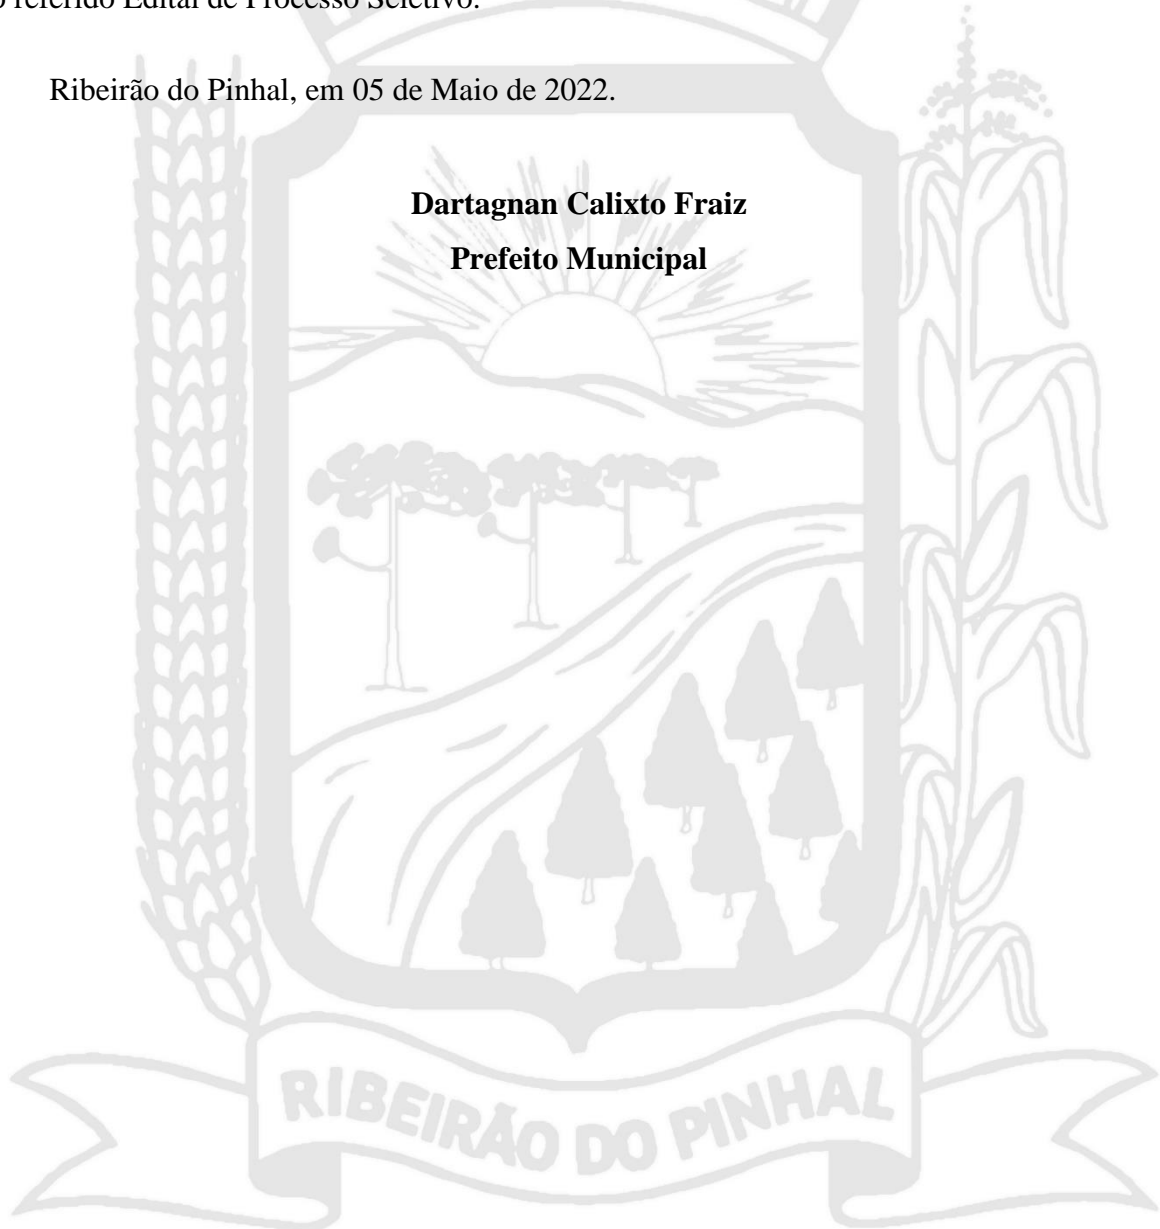 o referido Edital de Processo Seletivo.
Ribeirão do Pinhal, em 05 de Maio de 2022.
Dartagnan Calixto Fraiz
Prefeito Municipal
RIBEIRÃO DO PINHAL